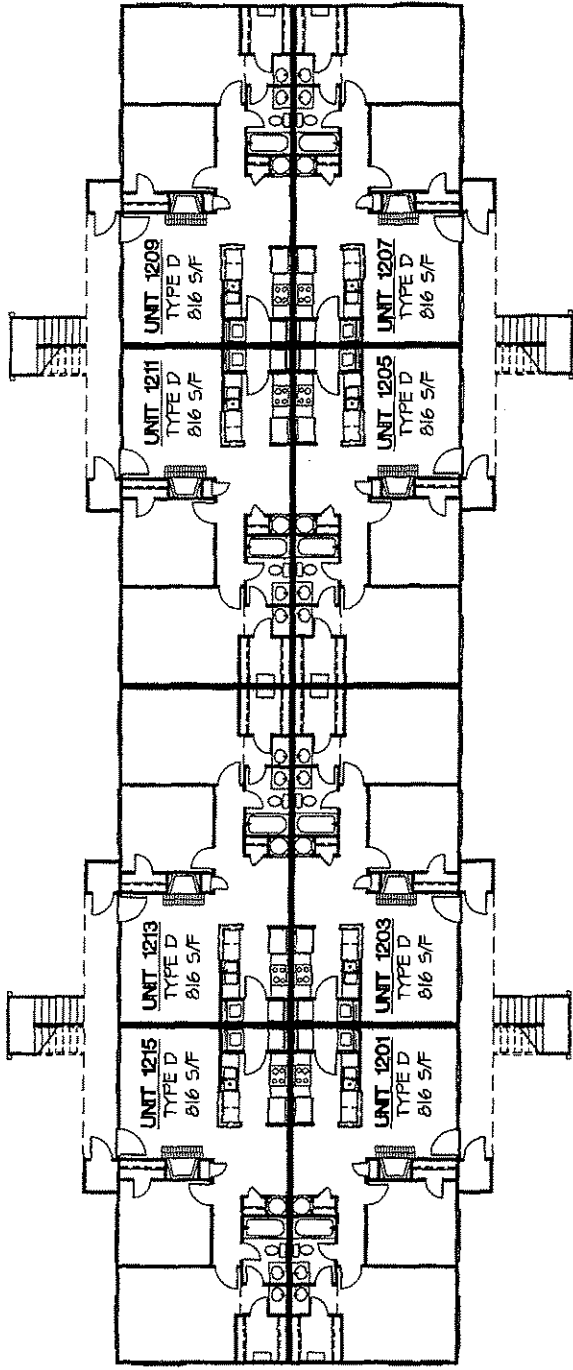 UNIT 1209
TYPE D
816 S/F
UNIT 1207
TYPE D
816 S/F
UNIT 1211
TYPE D
816 S/F
UNIT 1205
TYPE D
816 S/F
UNIT 1213
TYPE D
816 S/F
UNIT 1203
TYPE D
816 S/F
UNIT 1215
TYPE D
816 S/F
UNIT 1201
TYPE D
816 S/F